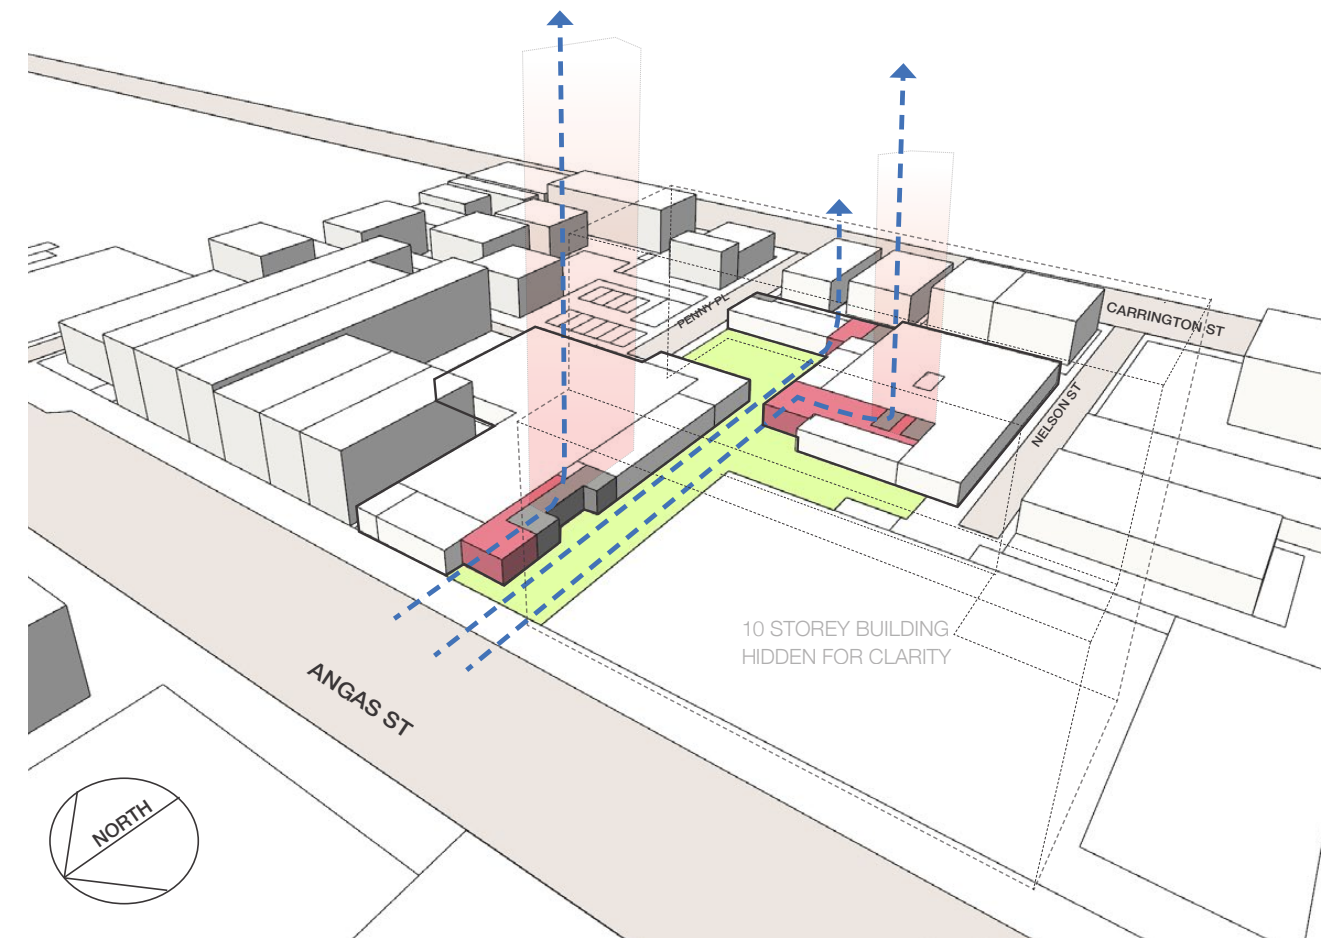 PENNY PL
CARRINGTON ST
NELSON ST
10 STOREY BUILDING
HIDDEN FOR CLARITY
ANGAS ST
NORTH